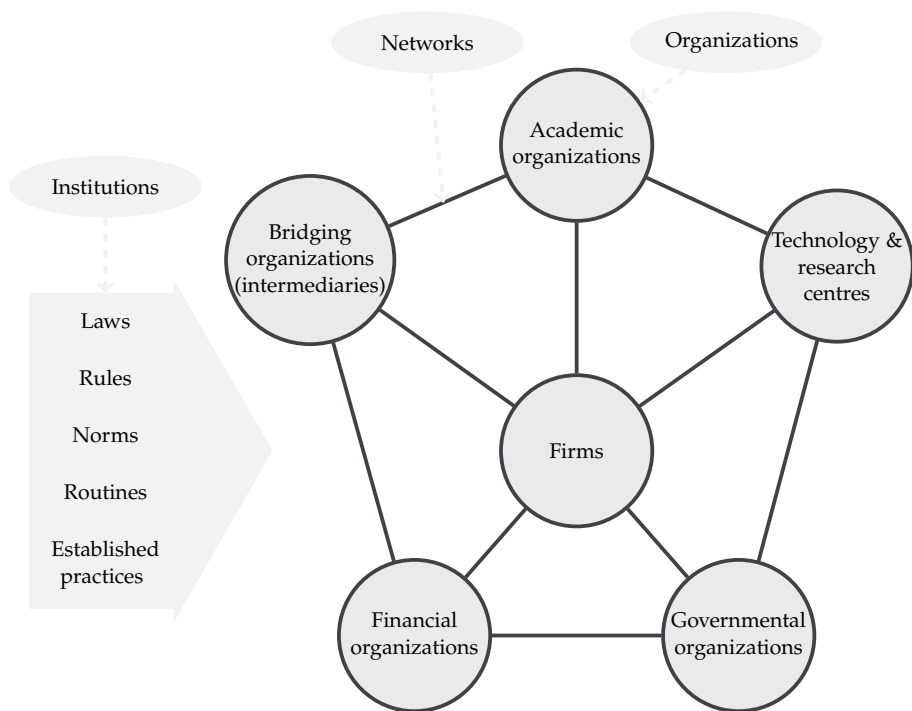 Networks
Organizations
Academic
organizations
Institutions
Bridging
organizations
(intermediaries)
Technology &
research
centres
Laws
Rules
Norms
Routines
Established
practices
Firms
Financial
organizations
Governmental
organizations